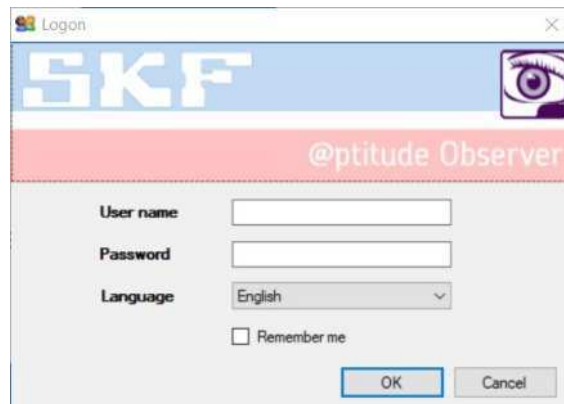 Logon
SKF
@ptitude Observer
User name
Password
Language English
Remember me
OK Cancel